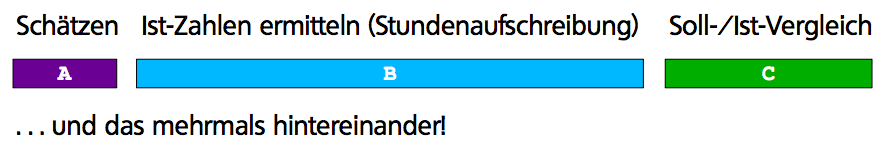 Schätzen Ist-Zahlen ermitteln (Stundenaufschreibung) Soll-/Ist-Vergleich
A B C
...und das mehrmals hintereinander!